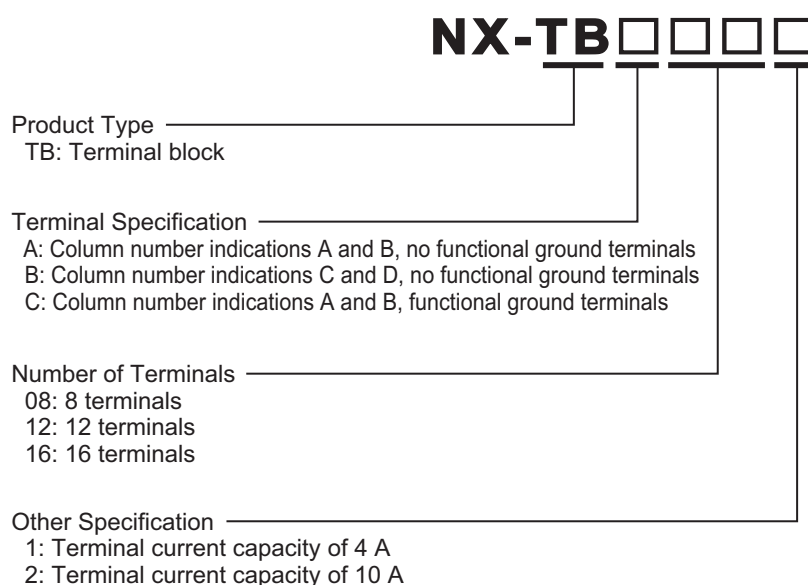 NX-TB□□□□
Product Type
TB: Terminal block
Terminal Specification
A: Column number indications A and B, no functional ground terminals
B: Column number indications C and D, no functional ground terminals
C: Column number indications A and B, functional ground terminals
Number of Terminals
08: 8 terminals
12: 12 terminals
16: 16 terminals
Other Specification
1: Terminal current capacity of 4 A
2: Terminal current capacity of 10 A